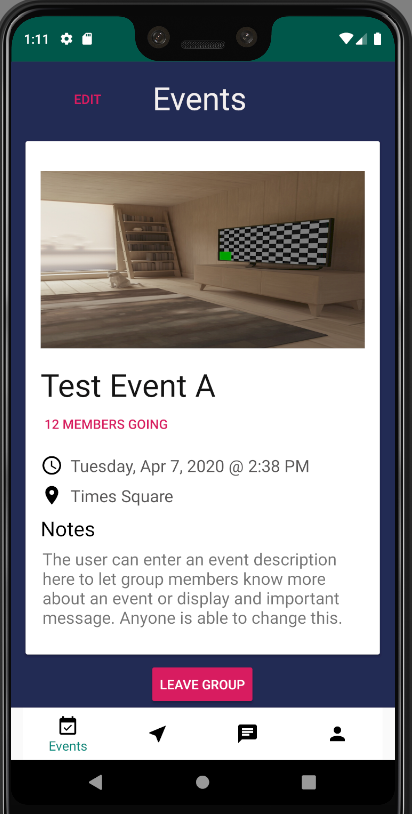 1:11
EDIT
Events
Test Event A
12 MEMBERS GOING
Tuesday, Apr 7, 2020 @ 2:38 PM
Times Square
Notes
The user can enter an event description
here to let group members know more
about an event or display and important
message. Anyone is able to change this.
LEAVE GROUP
Events